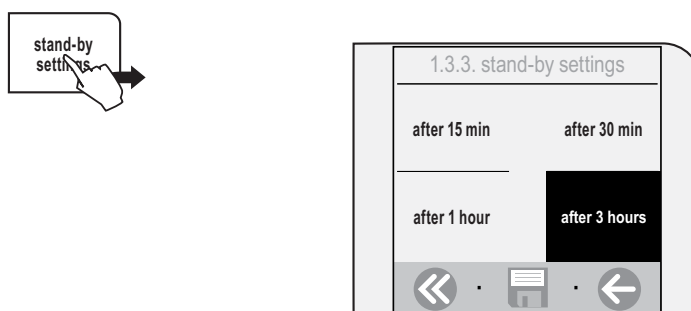 stand-by
settings
1.3.3. stand-by settings
after 15 min after 30 min
after 1 hour after 3 hours